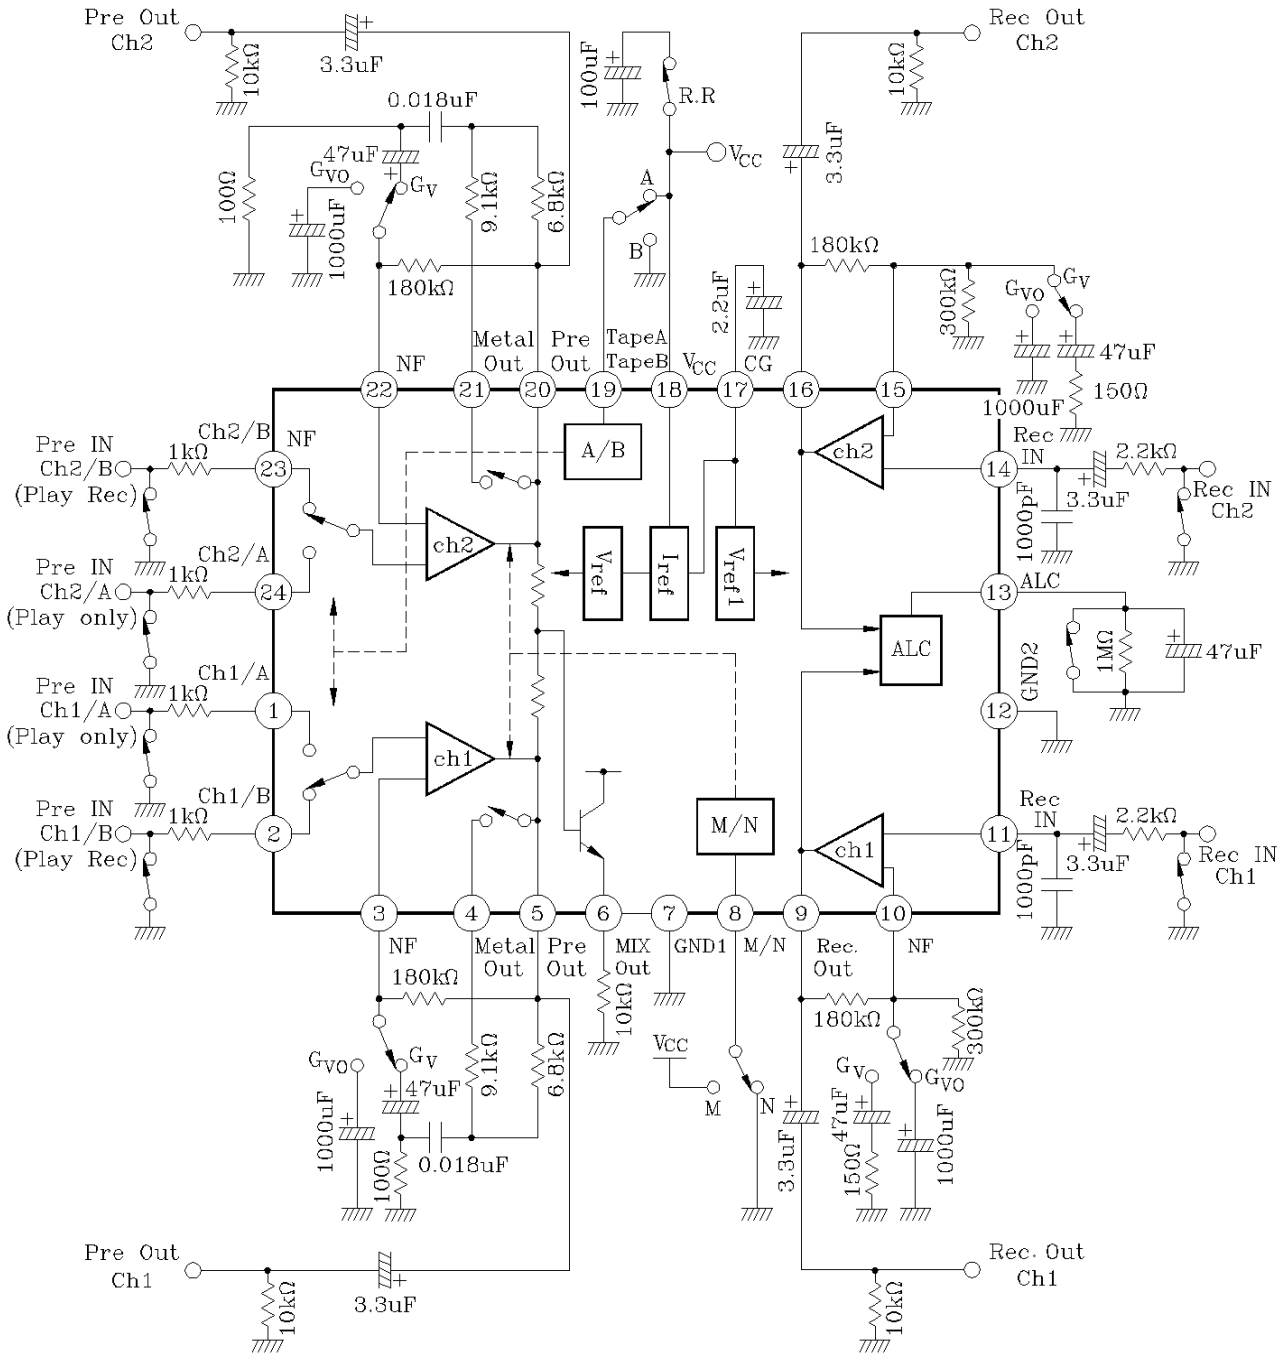 Pre Out
Ch2
10kΩ
3.3uF
100uF
R.R
Rec Out
Ch2
10kΩ
3.3uF
0.018uF
47uF
GVO
GV
100Ω
1000uF
9.1kΩ
6.8kΩ
180kΩ
A
B
VCC
2.2uF
180kΩ
300kΩ
GVO
GV
47uF
150Ω
1000uF
NF
Metal
Out
Pre
Out
TapeA
TapeB
VCC
CG
22
21
20
19
18
17
16
15
Pre IN
Ch2/B
(Play Rec)
1kΩ
Ch2/B
NF
23
A/B
ch2
14
Rec
IN
3.3uF
2.2kΩ
1000pF
Rec IN
Ch2
Pre IN
Ch2/A
(Play only)
1kΩ
Ch2/A
24
ch2
Vref
Iref
Vref1
13
ALC
ALC
1MΩ
47uF
Pre IN
Ch1/A
(Play only)
1kΩ
Ch1/A
1
GND2
12
ch1
Pre IN
Ch1/B
(Play Rec)
1kΩ
Ch1/B
2
M/N
ch1
11
Rec
IN
3.3uF
2.2kΩ
1000pF
Rec IN
Ch1
3
4
5
6
7
8
9
10
NF
Metal
Out
Pre
Out
MIX
Out
GND1
M/N
Rec.
Out
NF
180kΩ
10kΩ
180kΩ
300kΩ
GVO
GV
47uF
9.1kΩ
6.8kΩ
VCC
M
N
GV
GVO
1000uF
100Ω
0.018uF
3.3uF
47uF
150Ω
1000uF
Pre Out
Ch1
10kΩ
3.3uF
Rec. Out
Ch1
10kΩ